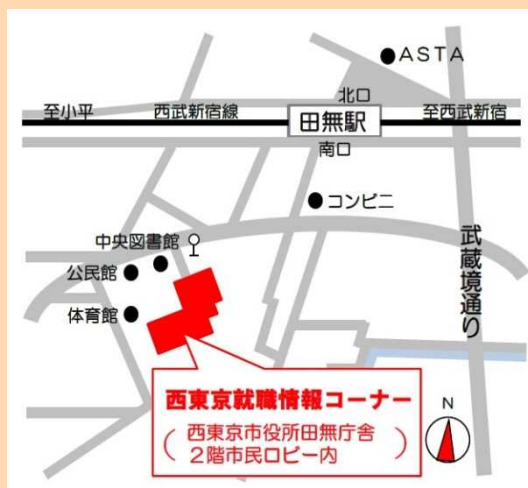 ASTA
北口
至小平
西武新宿線
田無駅
至西武新宿
南口
コンビニ
中央図書館
公民館
体育館
武蔵境通り
西東京就職情報コーナー
(西東京市役所田無庁舎
2階市民ロビー内)
N